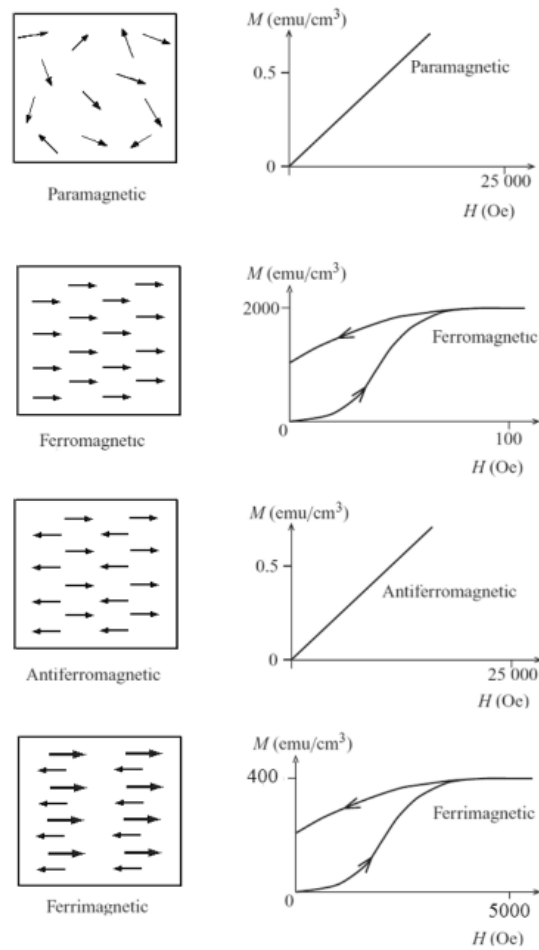 M (emu/cm³)
0.5
Paramagnetic
0
25 000
H (Oe)
Paramagnetic
M (emu/cm³)
2000
Ferromagnetic
0
100
H (Oe)
Ferromagnetic
M (emu/cm³)
0.5
Antiferromagnetic
0
25 000
H (Oe)
Antiferromagnetic
M (emu/cm³)
400
Ferrimagnetic
0
5000
H (Oe)
Ferrimagnetic